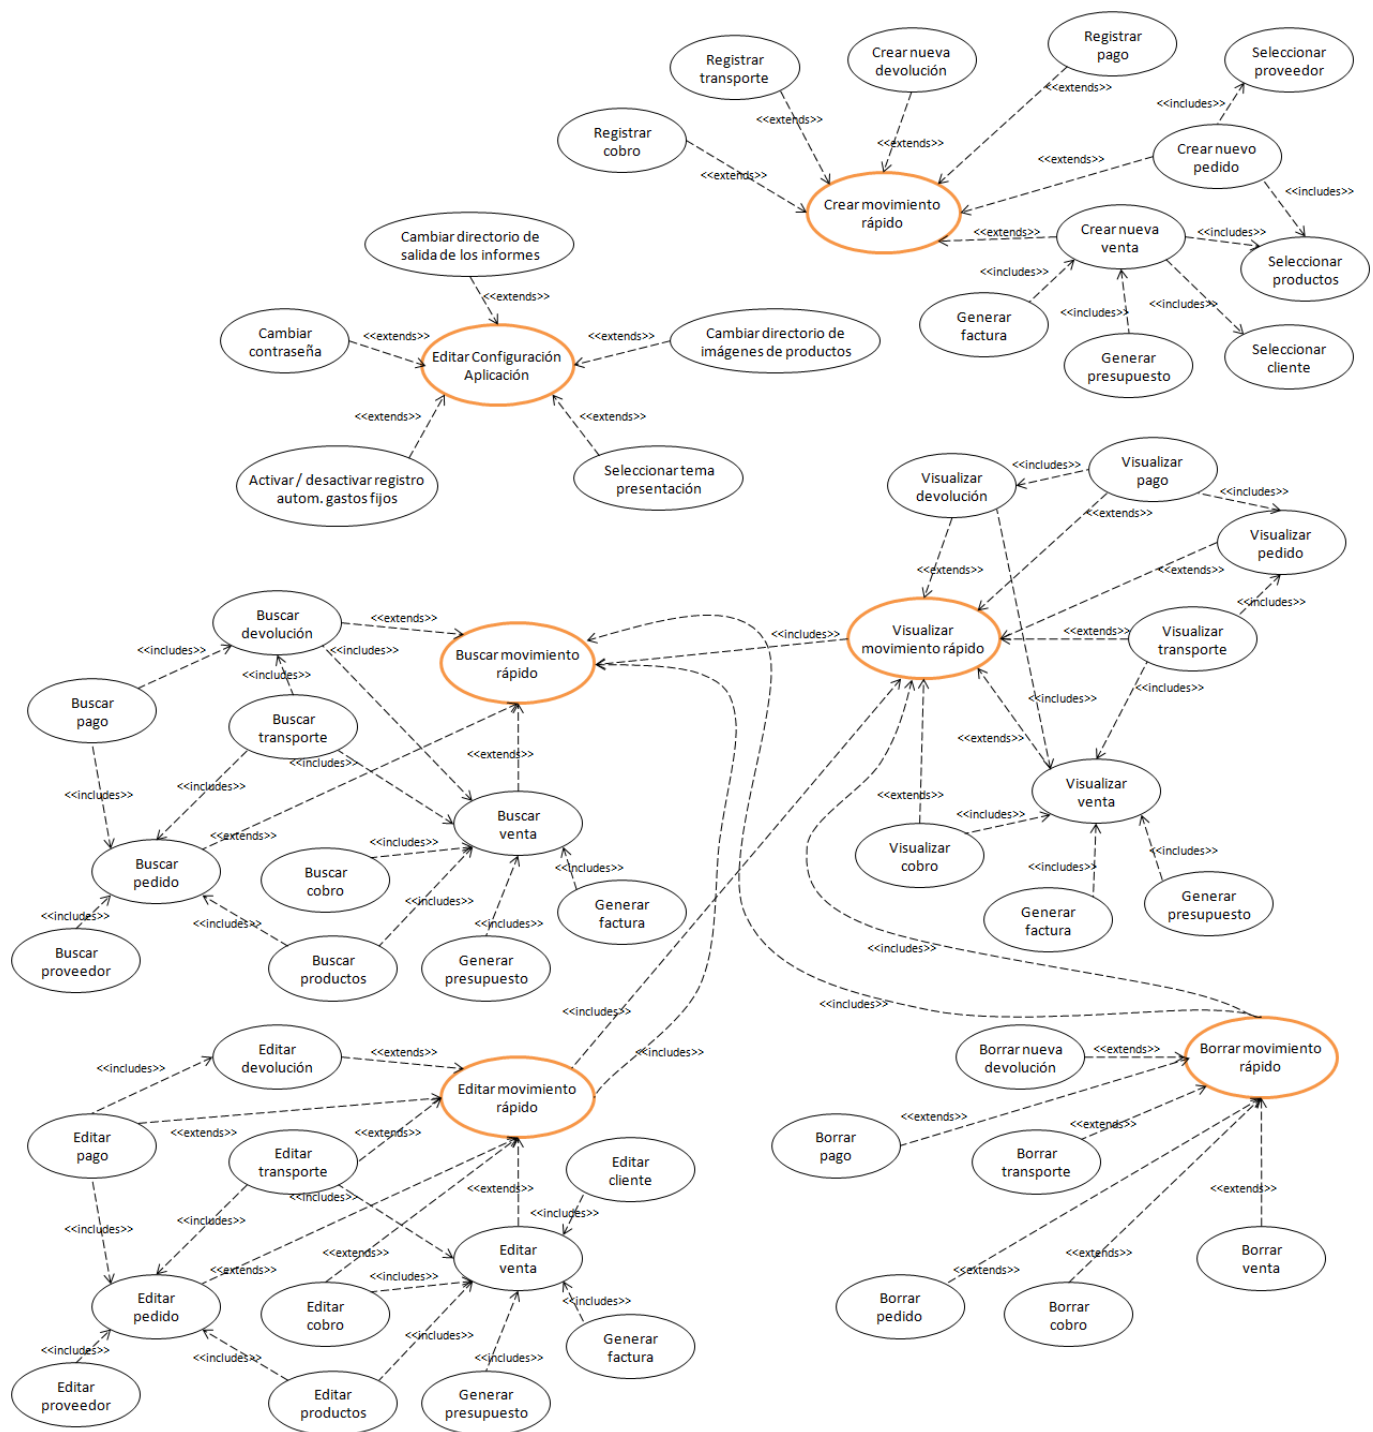 Registrar
transporte
Crear nueva
devolución
Registrar
pago
Seleccionar
proveedor
<<extends>>
<<includes>>
<<extends>>
Registrar
cobro
<<extends>>
Crear nuevo
pedido
<<extends>>
<<extends>>
<<includes>>
Crear movimiento
rápido
<<extends>>
Crear nueva
venta
<<includes>>
Seleccionar
productos
<<includes>>
<<includes>>
<<includes>>
Generar
factura
Generar
presupuesto
Seleccionar
cliente
Cambiar directorio de
salida de los informes
<<extends>>
Cambiar
contraseña
<<extends>>
<<extends>>
Cambiar directorio de
imágenes de productos
Editar Configuración
Aplicación
<<extends>>
<<extends>>
Activar / desactivar registro
autom. gastos fijos
Seleccionar tema
presentación
Visualizar
devolución
<<includes>>
Visualizar
pago
<<includes>>
<<extends>>
Visualizar
pedido
<<extends>>
<<extends>>
<<includes>>
Visualizar
movimiento rápido
<<extends>>
Visualizar
transporte
<<includes>>
<<includes>>
<<extends>>
Visualizar
venta
<<extends>>
<<includes>>
Visualizar
cobro
<<includes>>
<<includes>>
Generar
factura
Generar
presupuesto
Buscar
devolución
<<extends>>
Buscar movimiento
rápido
<<includes>>
<<includes>>
<<includes>>
Buscar
pago
Buscar
transporte
<<includes>>
<<extends>>
<<includes>>
<<includes>>
<<extends>>
Buscar
venta
Buscar
pedido
<<includes>>
Buscar
cobro
<<includes>>
<<includes>>
Generar
factura
<<includes>>
<<includes>>
<<includes>>
Buscar
proveedor
Buscar
productos
Generar
presupuesto
<<includes>>
<<includes>>
<<includes>>
<<includes>>
Editar
devolución
<<extends>>
<<includes>>
Editar movimiento
rápido
Editar
pago
<<extends>>
Editar
transporte
<<extends>>
Editar
cliente
<<includes>>
<<extends>>
<<includes>>
<<includes>>
<<includes>>
<<extends>>
Editar
venta
<<extends>>
<<includes>>
Editar
pedido
Editar
cobro
<<includes>>
Generar
factura
<<includes>>
<<includes>>
<<includes>>
<<includes>>
Editar
proveedor
Editar
productos
Generar
presupuesto
Borrar nueva
devolución
<<extends>>
Borrar movimiento
rápido
<<extends>>
<<extends>>
Borrar
pago
Borrar
transporte
<<extends>>
<<extends>>
<<extends>>
Borrar
venta
Borrar
pedido
Borrar
cobro